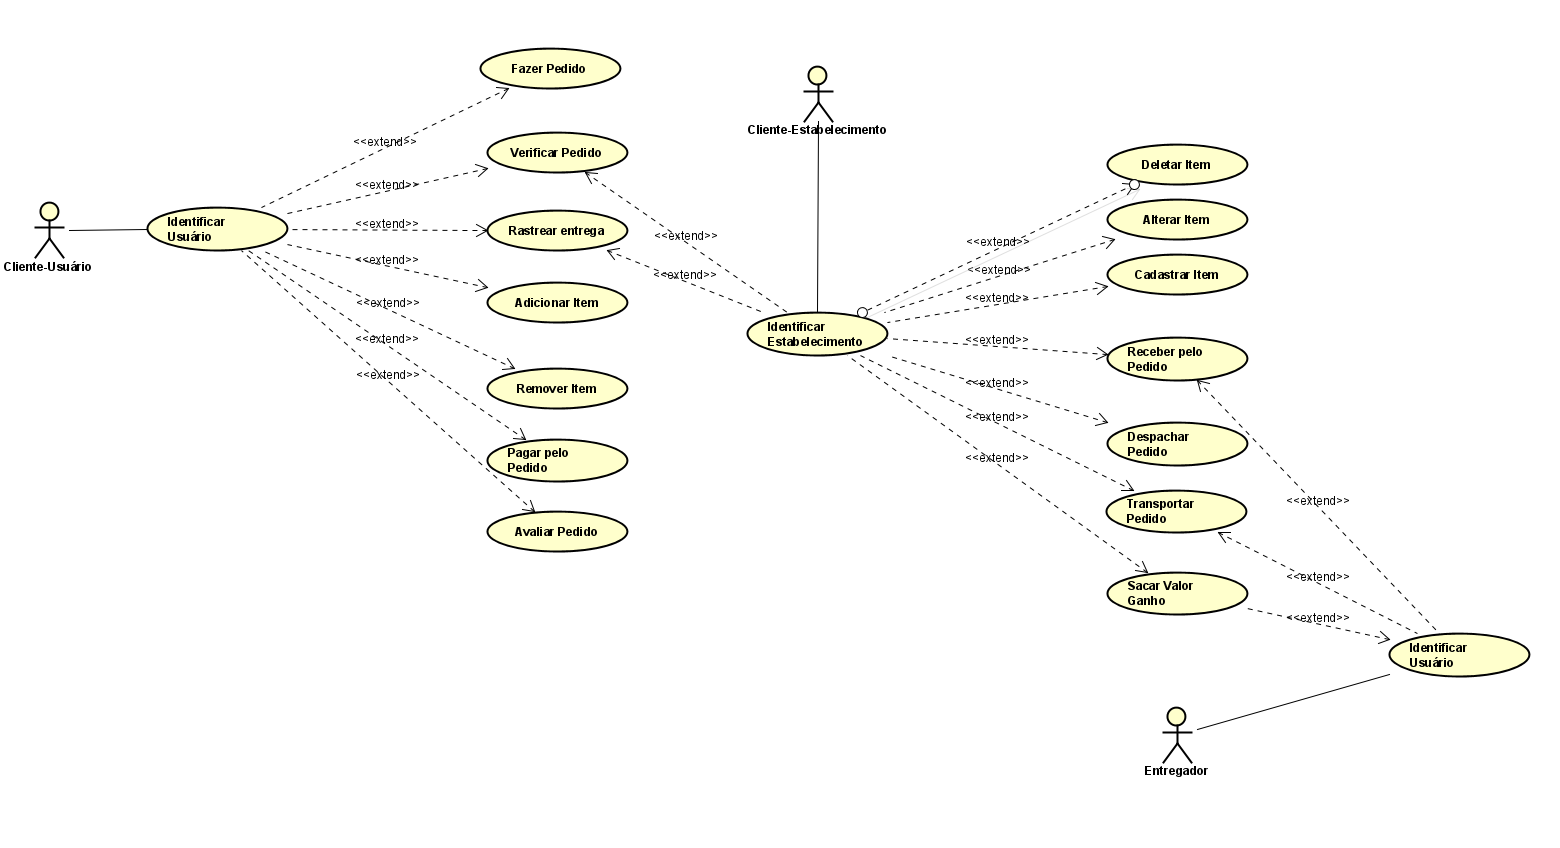 Fazer Pedido
<<extend>>
Verificar Pedido
<<extend>>
Identificar
Usuário
<<extend>>
Rastrear entrega
Cliente-Usuário
<<extend>>
Adicionar Item
<<extend>>
<<extend>>
Remover Item
<<extend>>
Pagar pelo
Pedido
Avaliar Pedido
Cliente-Estabelecimento
<<extend>>
<<extend>>
Identificar
Estabelecimento
Deletar Item
Alterar Item
<<extend>>
<<extend>>
Cadastrar Item
<<extend>>
<<extend>>
Receber pelo
Pedido
<<extend>>
<<extend>>
Despachar
Pedido
<<extend>>
Transportar
Pedido
<<extend>>
<<extend>>
Sacar Valor
Ganho
<<extend>>
Identificar
Usuário
Entregador